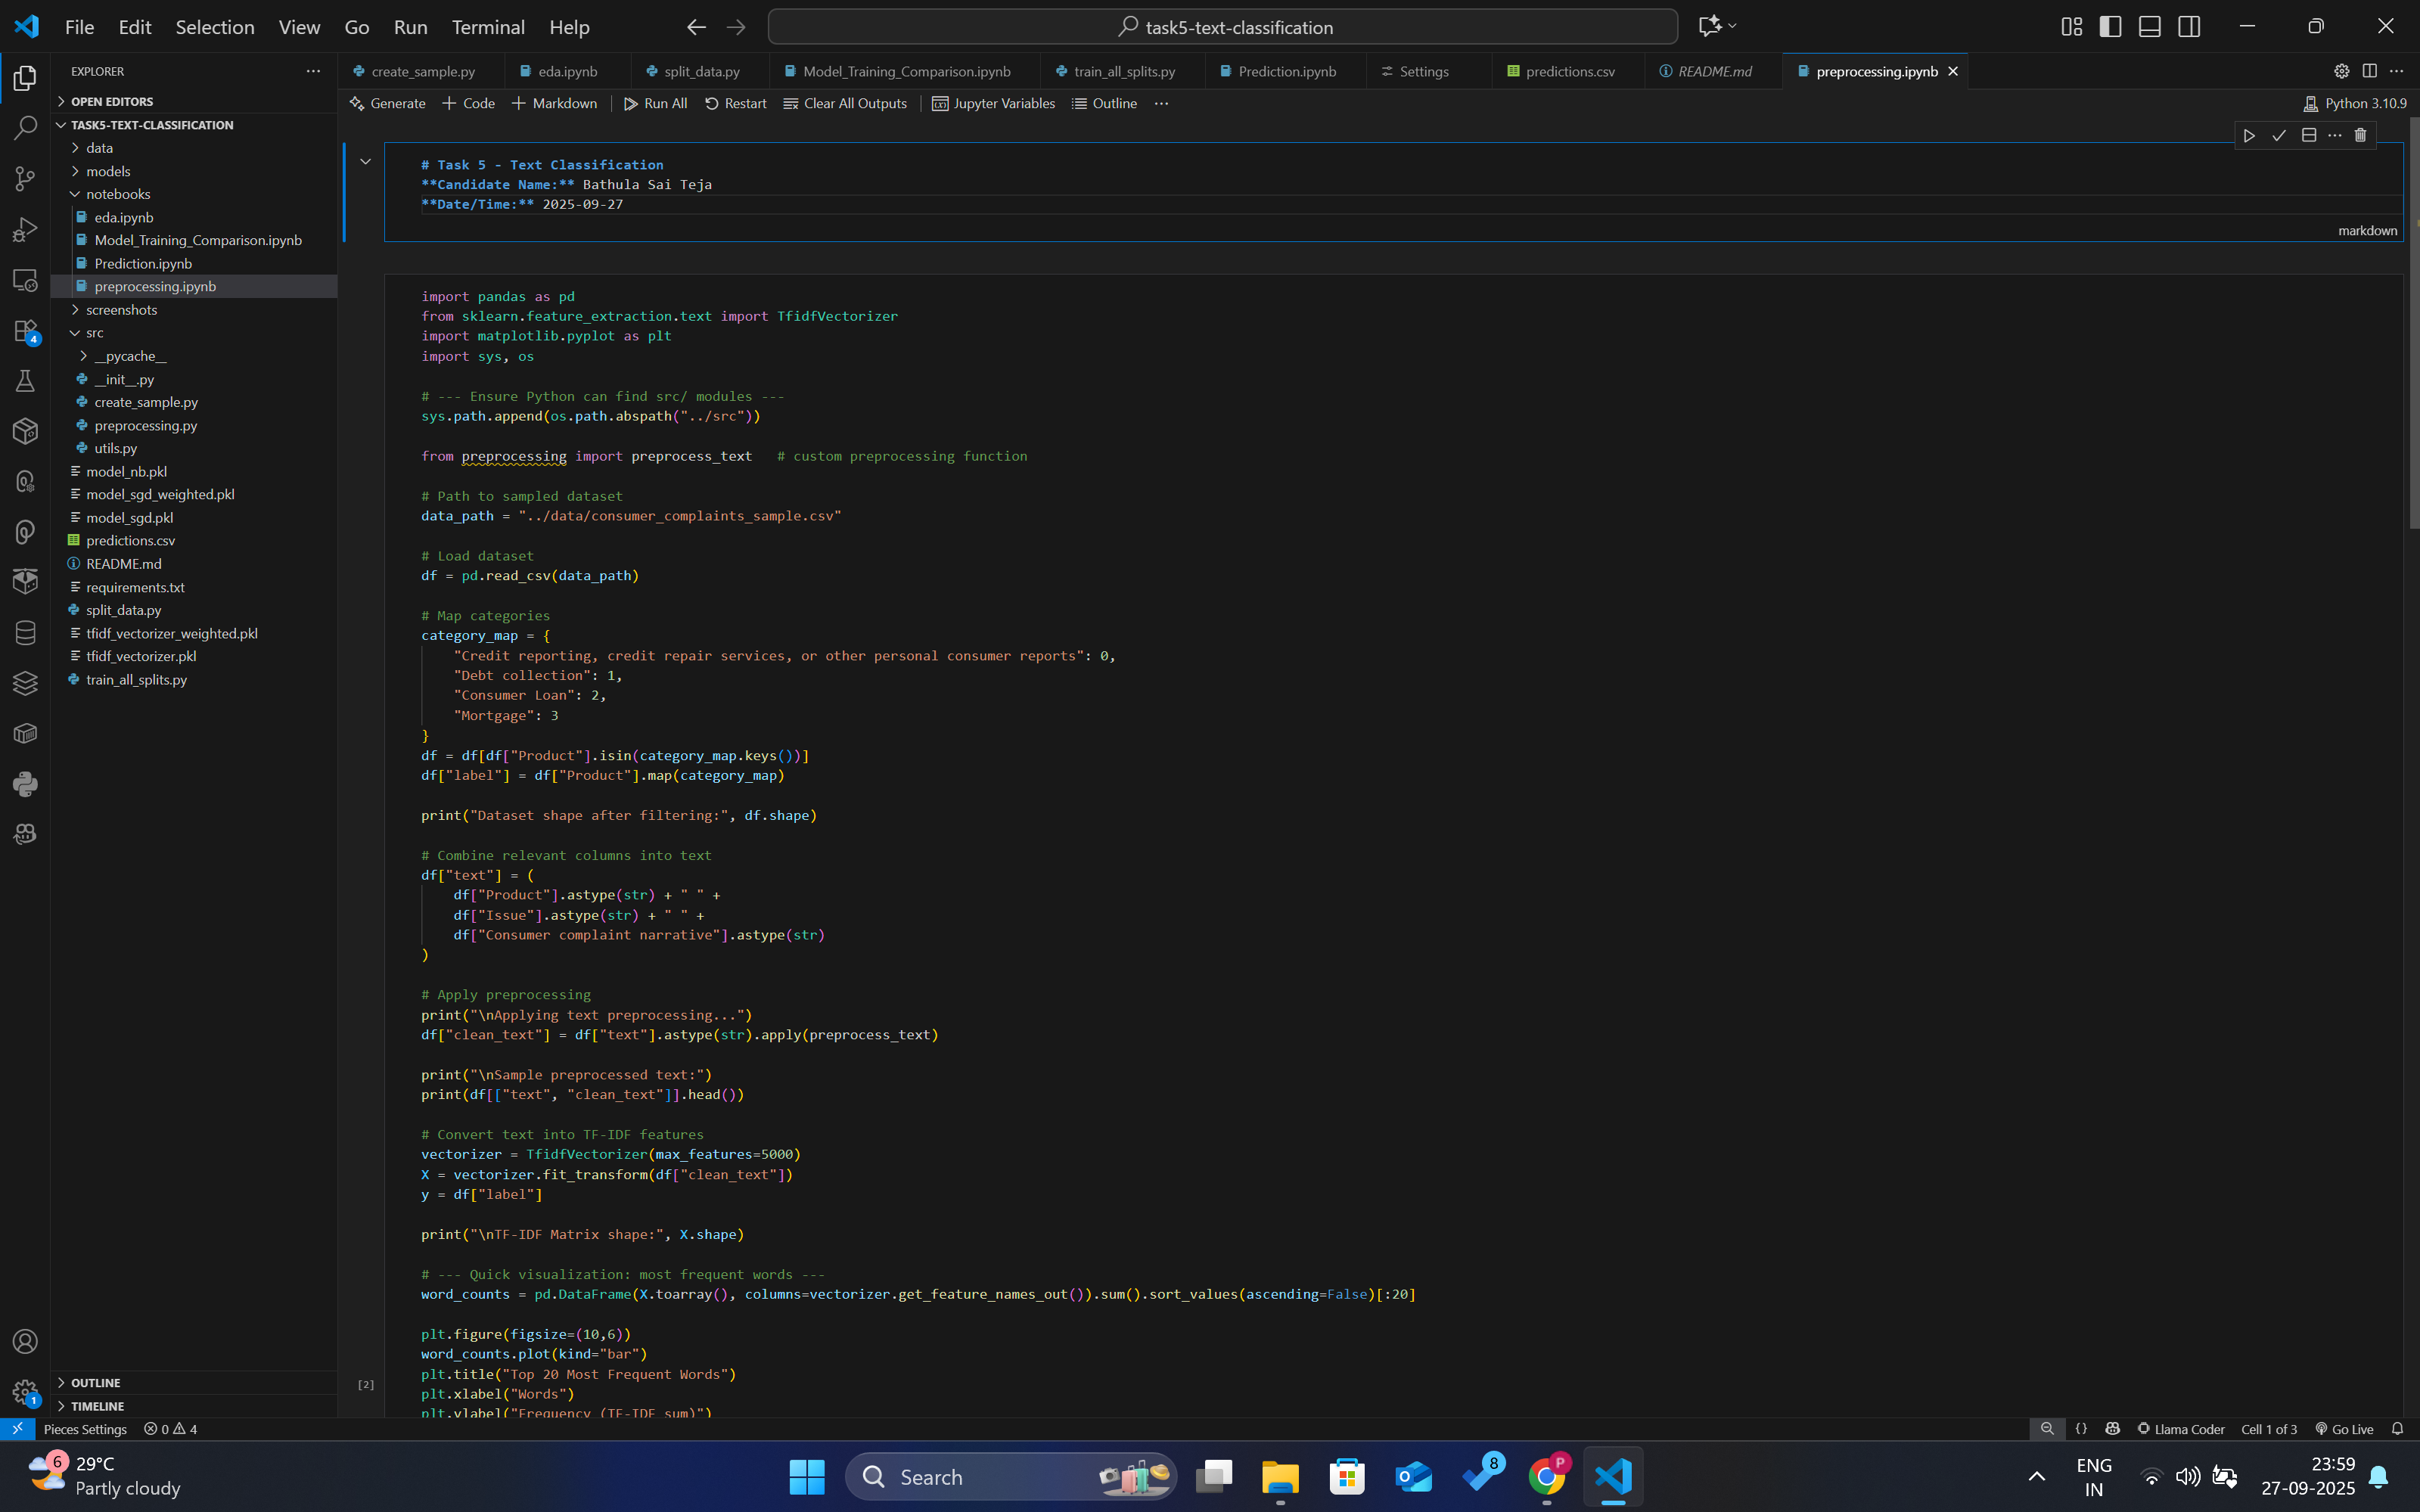 File Edit Selection View Go Run Terminal Help
task5-text-classification
EXPLORER
OPEN EDITORS
TASK5-TEXT-CLASSIFICATION
data
models
notebooks
eda.ipynb
Model_Training_Comparison.ipynb
Prediction.ipynb
preprocessing.ipynb
screenshots
src
__pycache__
__init__.py
create_sample.py
preprocessing.py
utils.py
model_nb.pkl
model_sgd_weighted.pkl
model_sgd.pkl
predictions.csv
README.md
requirements.txt
split_data.py
tfidf_vectorizer_weighted.pkl
tfidf_vectorizer.pkl
train_all_splits.py
OUTLINE
TIMELINE
4
1
create_sample.py eda.ipynb split_data.py Model_Training_Comparison.ipynb train_all_splits.py Prediction.ipynb Settings predictions.csv README.md preprocessing.ipynb
Generate + Code + Markdown Run All Restart Clear All Outputs Jupyter Variables Outline ... Python 3.10.9
# Task 5 - Text Classification
**Candidate Name:** Bathula Sai Teja
**Date/Time:** 2025-09-27
markdown
import pandas as pd
from sklearn.feature_extraction.text import TfidfVectorizer
import matplotlib.pyplot as plt
import sys, os
# --- Ensure Python can find src/ modules ---
sys.path.append(os.path.abspath("../src"))
from preprocessing import preprocess_text   # custom preprocessing function
# Path to sampled dataset
data_path = "../data/consumer_complaints_sample.csv"
# Load dataset
df = pd.read_csv(data_path)
# Map categories
category_map = {
    "Credit reporting, credit repair services, or other personal consumer reports": 0,
    "Debt collection": 1,
    "Consumer Loan": 2,
    "Mortgage": 3
}
df = df[df["Product"].isin(category_map.keys())]
df["label"] = df["Product"].map(category_map)
print("Dataset shape after filtering:", df.shape)
# Combine relevant columns into text
df["text"] = (
    df["Product"].astype(str) + " " +
    df["Issue"].astype(str) + " " +
    df["Consumer complaint narrative"].astype(str)
)
# Apply preprocessing
print("\nApplying text preprocessing...")
df["clean_text"] = df["text"].astype(str).apply(preprocess_text)
print("\nSample preprocessed text:")
print(df[["text", "clean_text"]].head())
# Convert text into TF-IDF features
vectorizer = TfidfVectorizer(max_features=5000)
X = vectorizer.fit_transform(df["clean_text"])
y = df["label"]
print("\nTF-IDF Matrix shape:", X.shape)
# --- Quick visualization: most frequent words ---
word_counts = pd.DataFrame(X.toarray(), columns=vectorizer.get_feature_names_out()).sum().sort_values(ascending=False)[:20]
plt.figure(figsize=(10,6))
word_counts.plot(kind="bar")
plt.title("Top 20 Most Frequent Words")
[2]
plt.xlabel("Words")
plt.ylabel("Frequency (TF-IDF sum)")
Pieces Settings 0 4 {} Llama Coder Cell 1 of 3 Go Live
6 29°C
Partly cloudy
Search
8
P
ENG
IN
23:59
27-09-2025